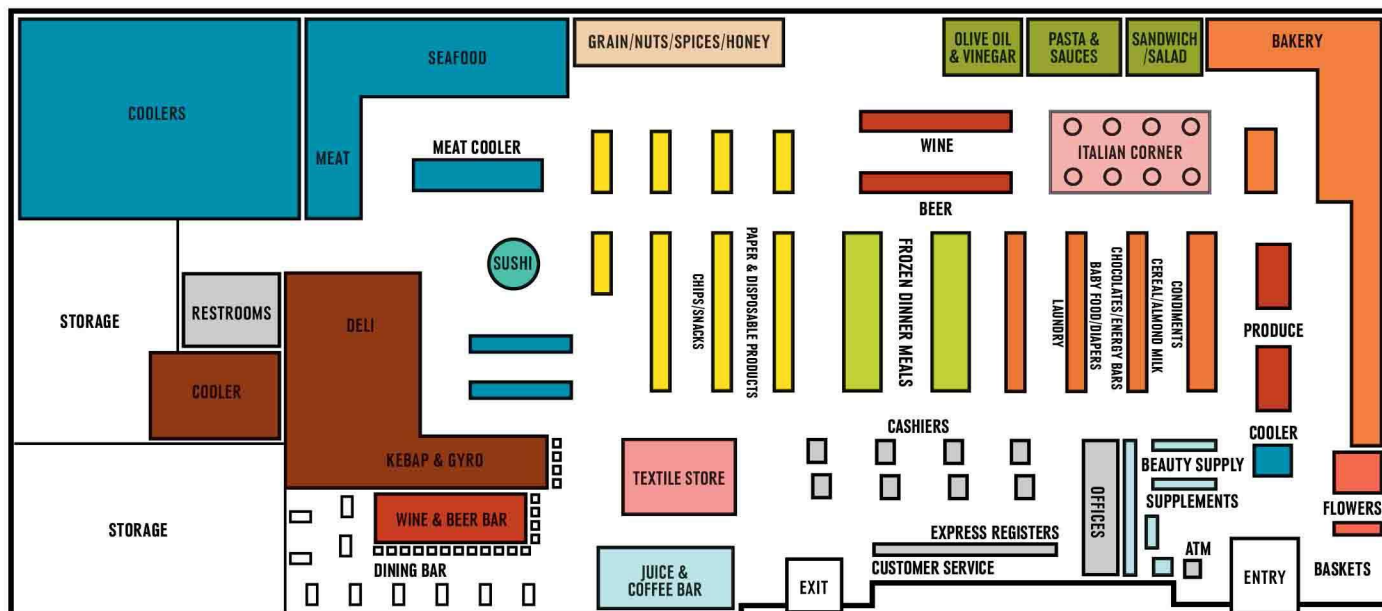 COOLERS
SEAFOOD
MEAT
GRAIN/NUTS/SPICES/HONEY
OLIVE OIL
& VINEGAR
PASTA &
SAUCES
SANDWICH
/SALAD
BAKERY
MEAT COOLER
WINE
BEER
ITALIAN CORNER
STORAGE
RESTROOMS
COOLER
DELI
SUSHI
CHIPS/SNACKS
PAPER & DISPOSABLE PRODUCTS
FROZEN DINNER MEALS
LAUNDRY
BABY FOOD/DIAPERS
CHOCOLATES/ENERGY BARS
CEREAL/ALMOND MILK
CONDIMENTS
PRODUCE
KEBAP & GYRO
TEXTILE STORE
CASHIERS
OFFICES
BEAUTY SUPPLY
SUPPLEMENTS
COOLER
FLOWERS
STORAGE
WINE & BEER BAR
DINING BAR
JUICE &
COFFEE BAR
EXIT
EXPRESS REGISTERS
CUSTOMER SERVICE
ATM
ENTRY
BASKETS